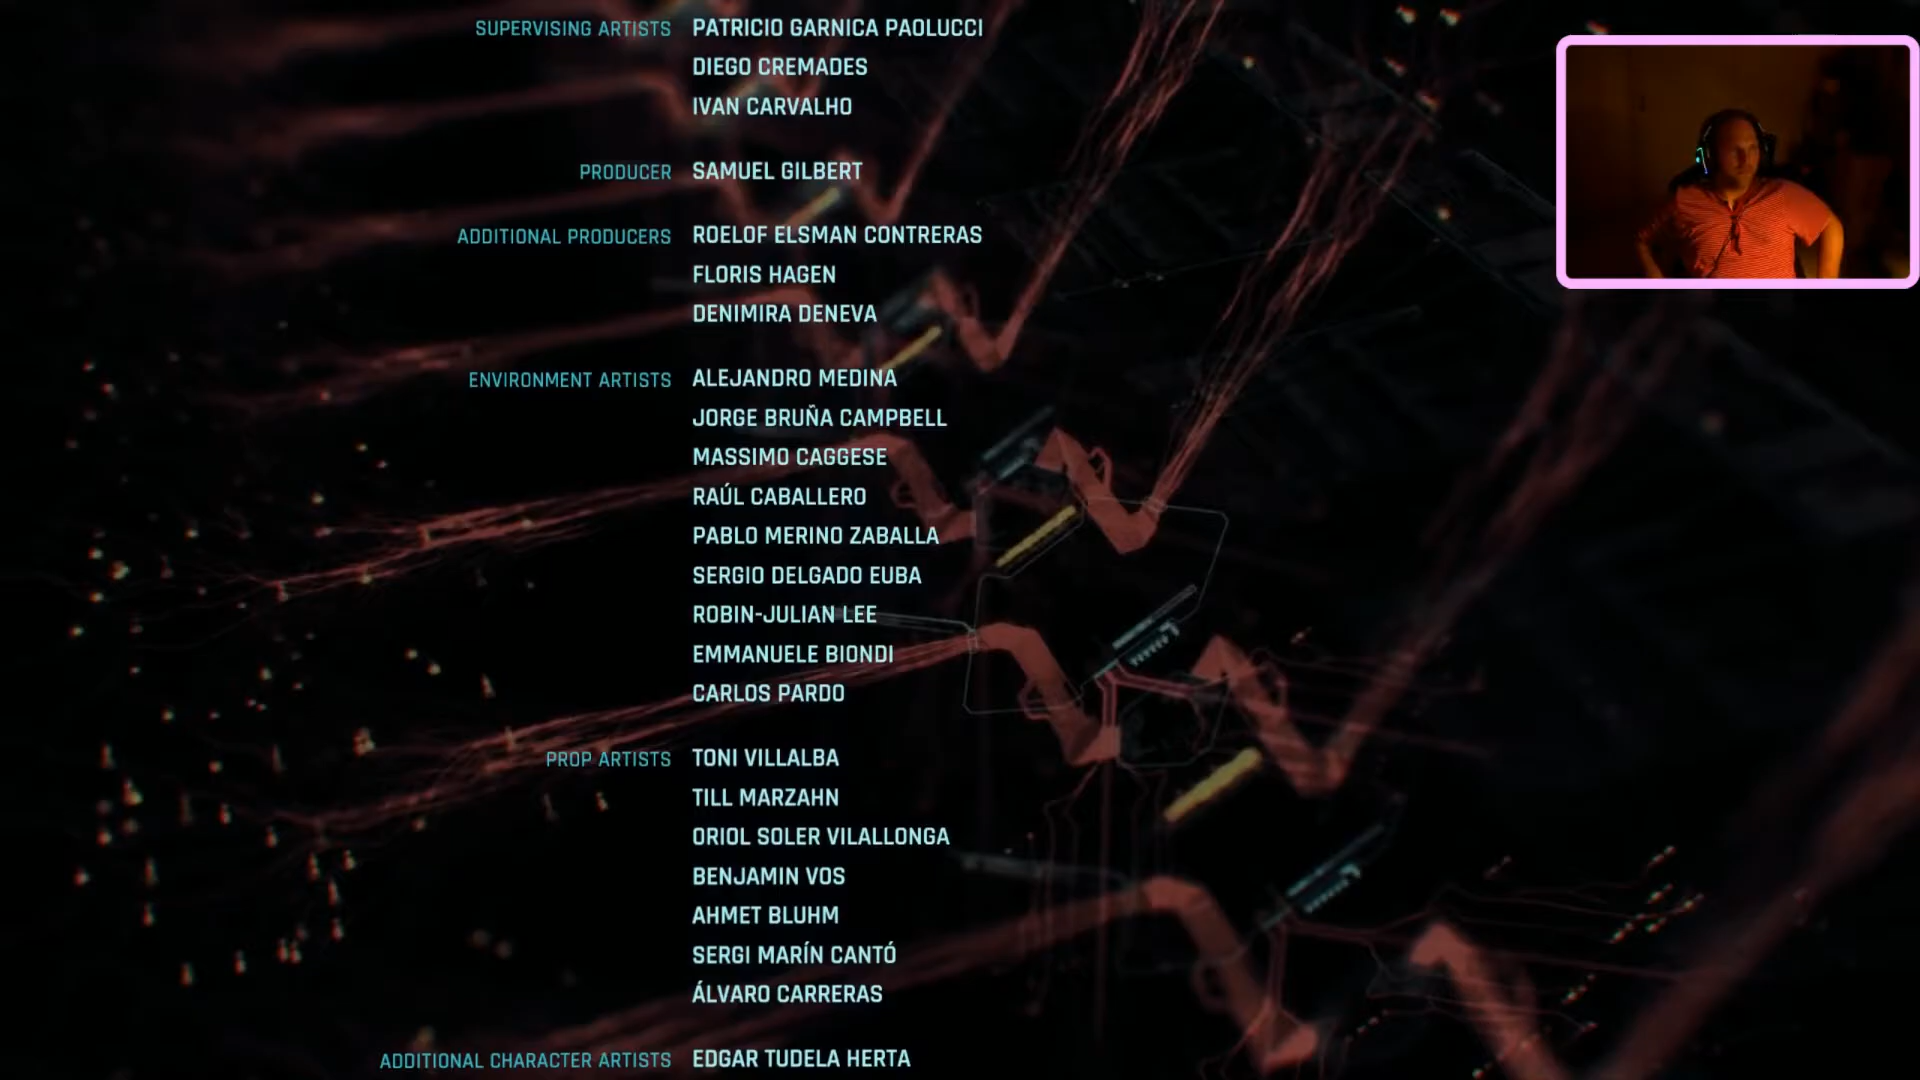 SUPERVISING ARTISTS PATRICIO GARNICA PAOLUCCI
DIEGO CREMADES
IVAN CARVALHO
PRODUCER SAMUEL GILBERT
ADDITIONAL PRODUCERS ROELOF ELSMAN CONTRERAS
FLORIS HAGEN
DENIMIRA DENEVA
ENVIRONMENT ARTISTS ALEJANDRO MEDINA
JORGE BRUÑA CAMPBELL
MASSIMO CAGGESE
RAÚL CABALLERO
PABLO MERINO ZABALLA
SERGIO DELGADO EUBA
ROBIN-JULIAN LEE
EMMANUELE BIONDI
CARLOS PARDO
PROP ARTISTS TONI VILLALBA
TILL MARZAHN
ORIOL SOLER VILALLONGA
BENJAMIN VOS
AHMET BLUHM
SERGI MARÍN CANTÓ
ÁLVARO CARRERAS
ADDITIONAL CHARACTER ARTISTS EDGAR TUDELA HERTA